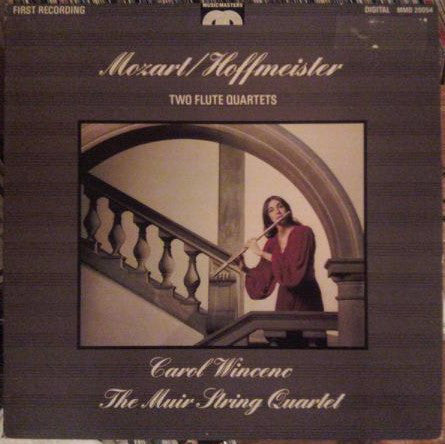 MUSICMASTERS
FIRST RECORDING
DIGITAL MMD 20054
Mozart/Hoffmeister
TWO FLUTE QUARTETS
Carol Wincenc
The Muir String Quartet